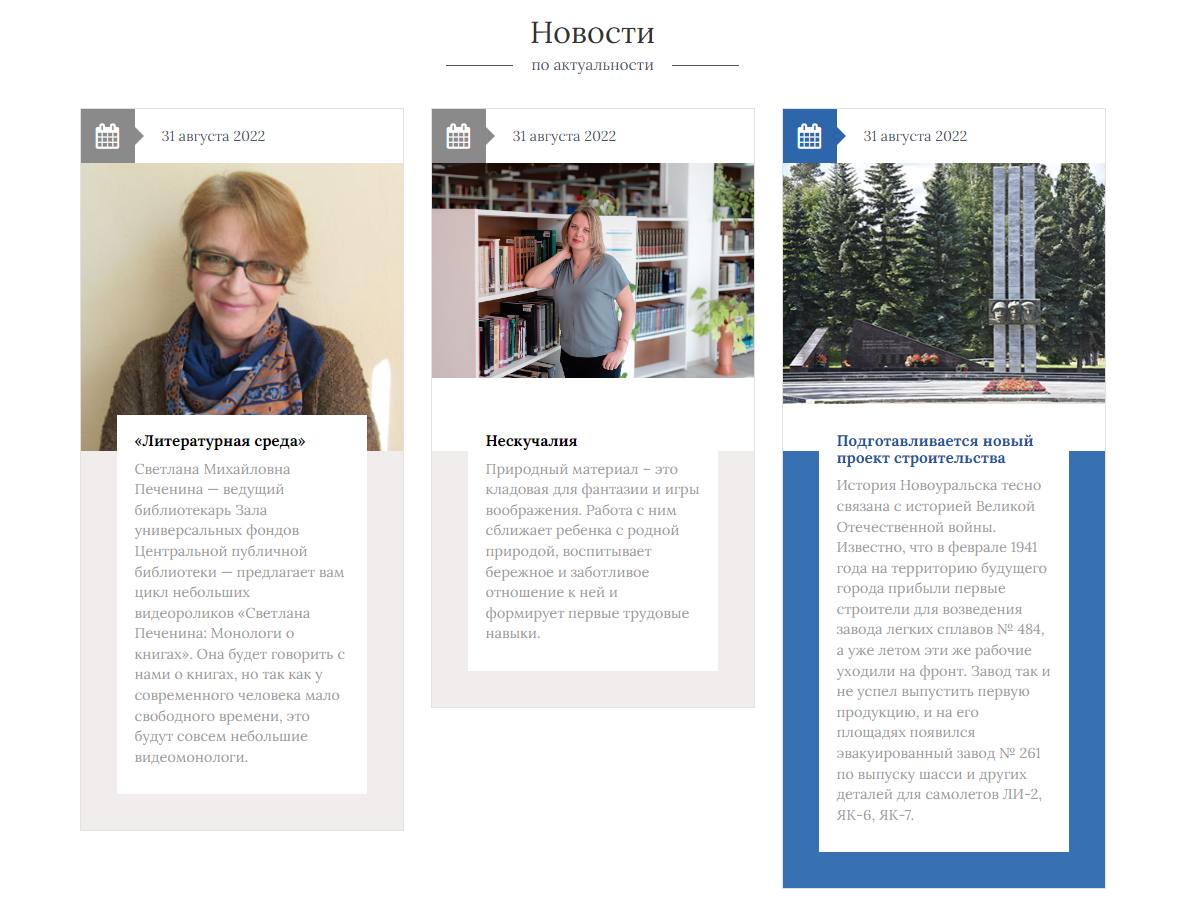 Новости
по актуальности
31 августа 2022
«Литературная среда»
Светлана Михайловна
Печенина — ведущий
библиотекарь Зала
универсальных фондов
Центральной публичной
библиотеки — предлагает вам
цикл небольших
видеороликов «Светлана
Печенина: Монологи о
книгах». Она будет говорить с
нами о книгах, но так как у
современного человека мало
свободного времени, это
будут совсем небольшие
видеомонологи.
31 августа 2022
Нескучалия
Природный материал – это
кладовая для фантазии и игры
воображения. Работа с ним
сближает ребенка с родной
природой, воспитывает
бережное и заботливое
отношение к ней и
формирует первые трудовые
навыки.
31 августа 2022
Подготавливается новый
проект строительства
История Новоуральска тесно
связана с историей Великой
Отечественной войны.
Известно, что в феврале 1941
года на территорию будущего
города прибыли первые
строители для возведения
завода легких сплавов № 484,
а уже летом эти же рабочие
уходили на фронт. Завод так и
не успел выпустить первую
продукцию, и на его
площадях появился
эвакуированный завод № 261
по выпуску шасси и других
деталей для самолетов ЛИ-2,
ЯК-6, ЯК-7.